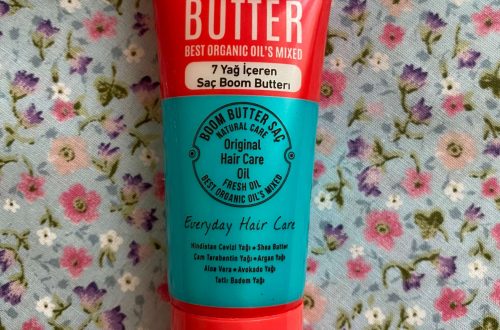 BUTTER
BEST ORGANIC OIL'S MIXED
7 Yağ İçeren
Saç Boom Butterı
BOOM BUTTER SAÇ
NATURAL CARE
Original
Hair Care
Oil
FRESH OIL
BEST ORGANIC OIL'S MIXED
Everyday Hair Care
Hindistan Cevizi Yağı • Shea Butter
Çam Terebentin Yağı • Argan Yağı
Aloe Vera • Avokado Yağı
Tatlı Badem Yağı